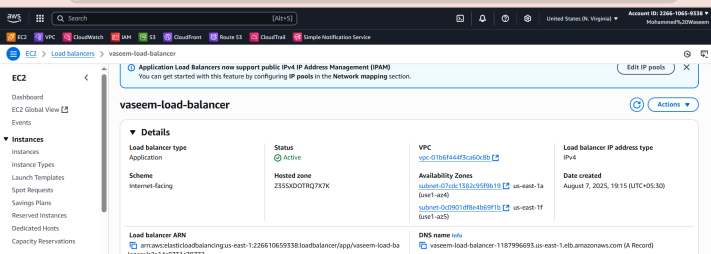 aws
Search
[Alt+S]
United States (N. Virginia)
Account ID: 2266-1065-9338
Mohammed%20Waseem
EC2
VPC
CloudWatch
IAM
S3
CloudFront
Route 53
CloudTrail
Simple Notification Service
EC2 > Load balancers > vaseem-load-balancer
EC2
Dashboard
EC2 Global View
Events
Instances
Instances
Instance Types
Launch Templates
Spot Requests
Savings Plans
Reserved Instances
Dedicated Hosts
Capacity Reservations
Application Load Balancers now support public IPv4 IP Address Management (IPAM)
You can get started with this feature by configuring IP pools in the Network mapping section.
Edit IP pools
vaseem-load-balancer
Actions
Details
Load balancer type
Application
Status
Active
VPC
vpc-01b6f444f3ca60c8b
Load balancer IP address type
IPv4
Scheme
Internet-facing
Hosted zone
Z35SXDOTRQ7X7K
Availability Zones
subnet-07cdc1382c95f9b19 us-east-1a
(use1-az4)
subnet-0c0901df8e4b69f1b us-east-1f
(use1-az5)
Date created
August 7, 2025, 19:15 (UTC+05:30)
Load balancer ARN
arn:aws:elasticloadbalancing:us-east-1:226610659338:loadbalancer/app/vaseem-load-ba
DNS name Info
vaseem-load-balancer-1187996693.us-east-1.elb.amazonaws.com (A Record)